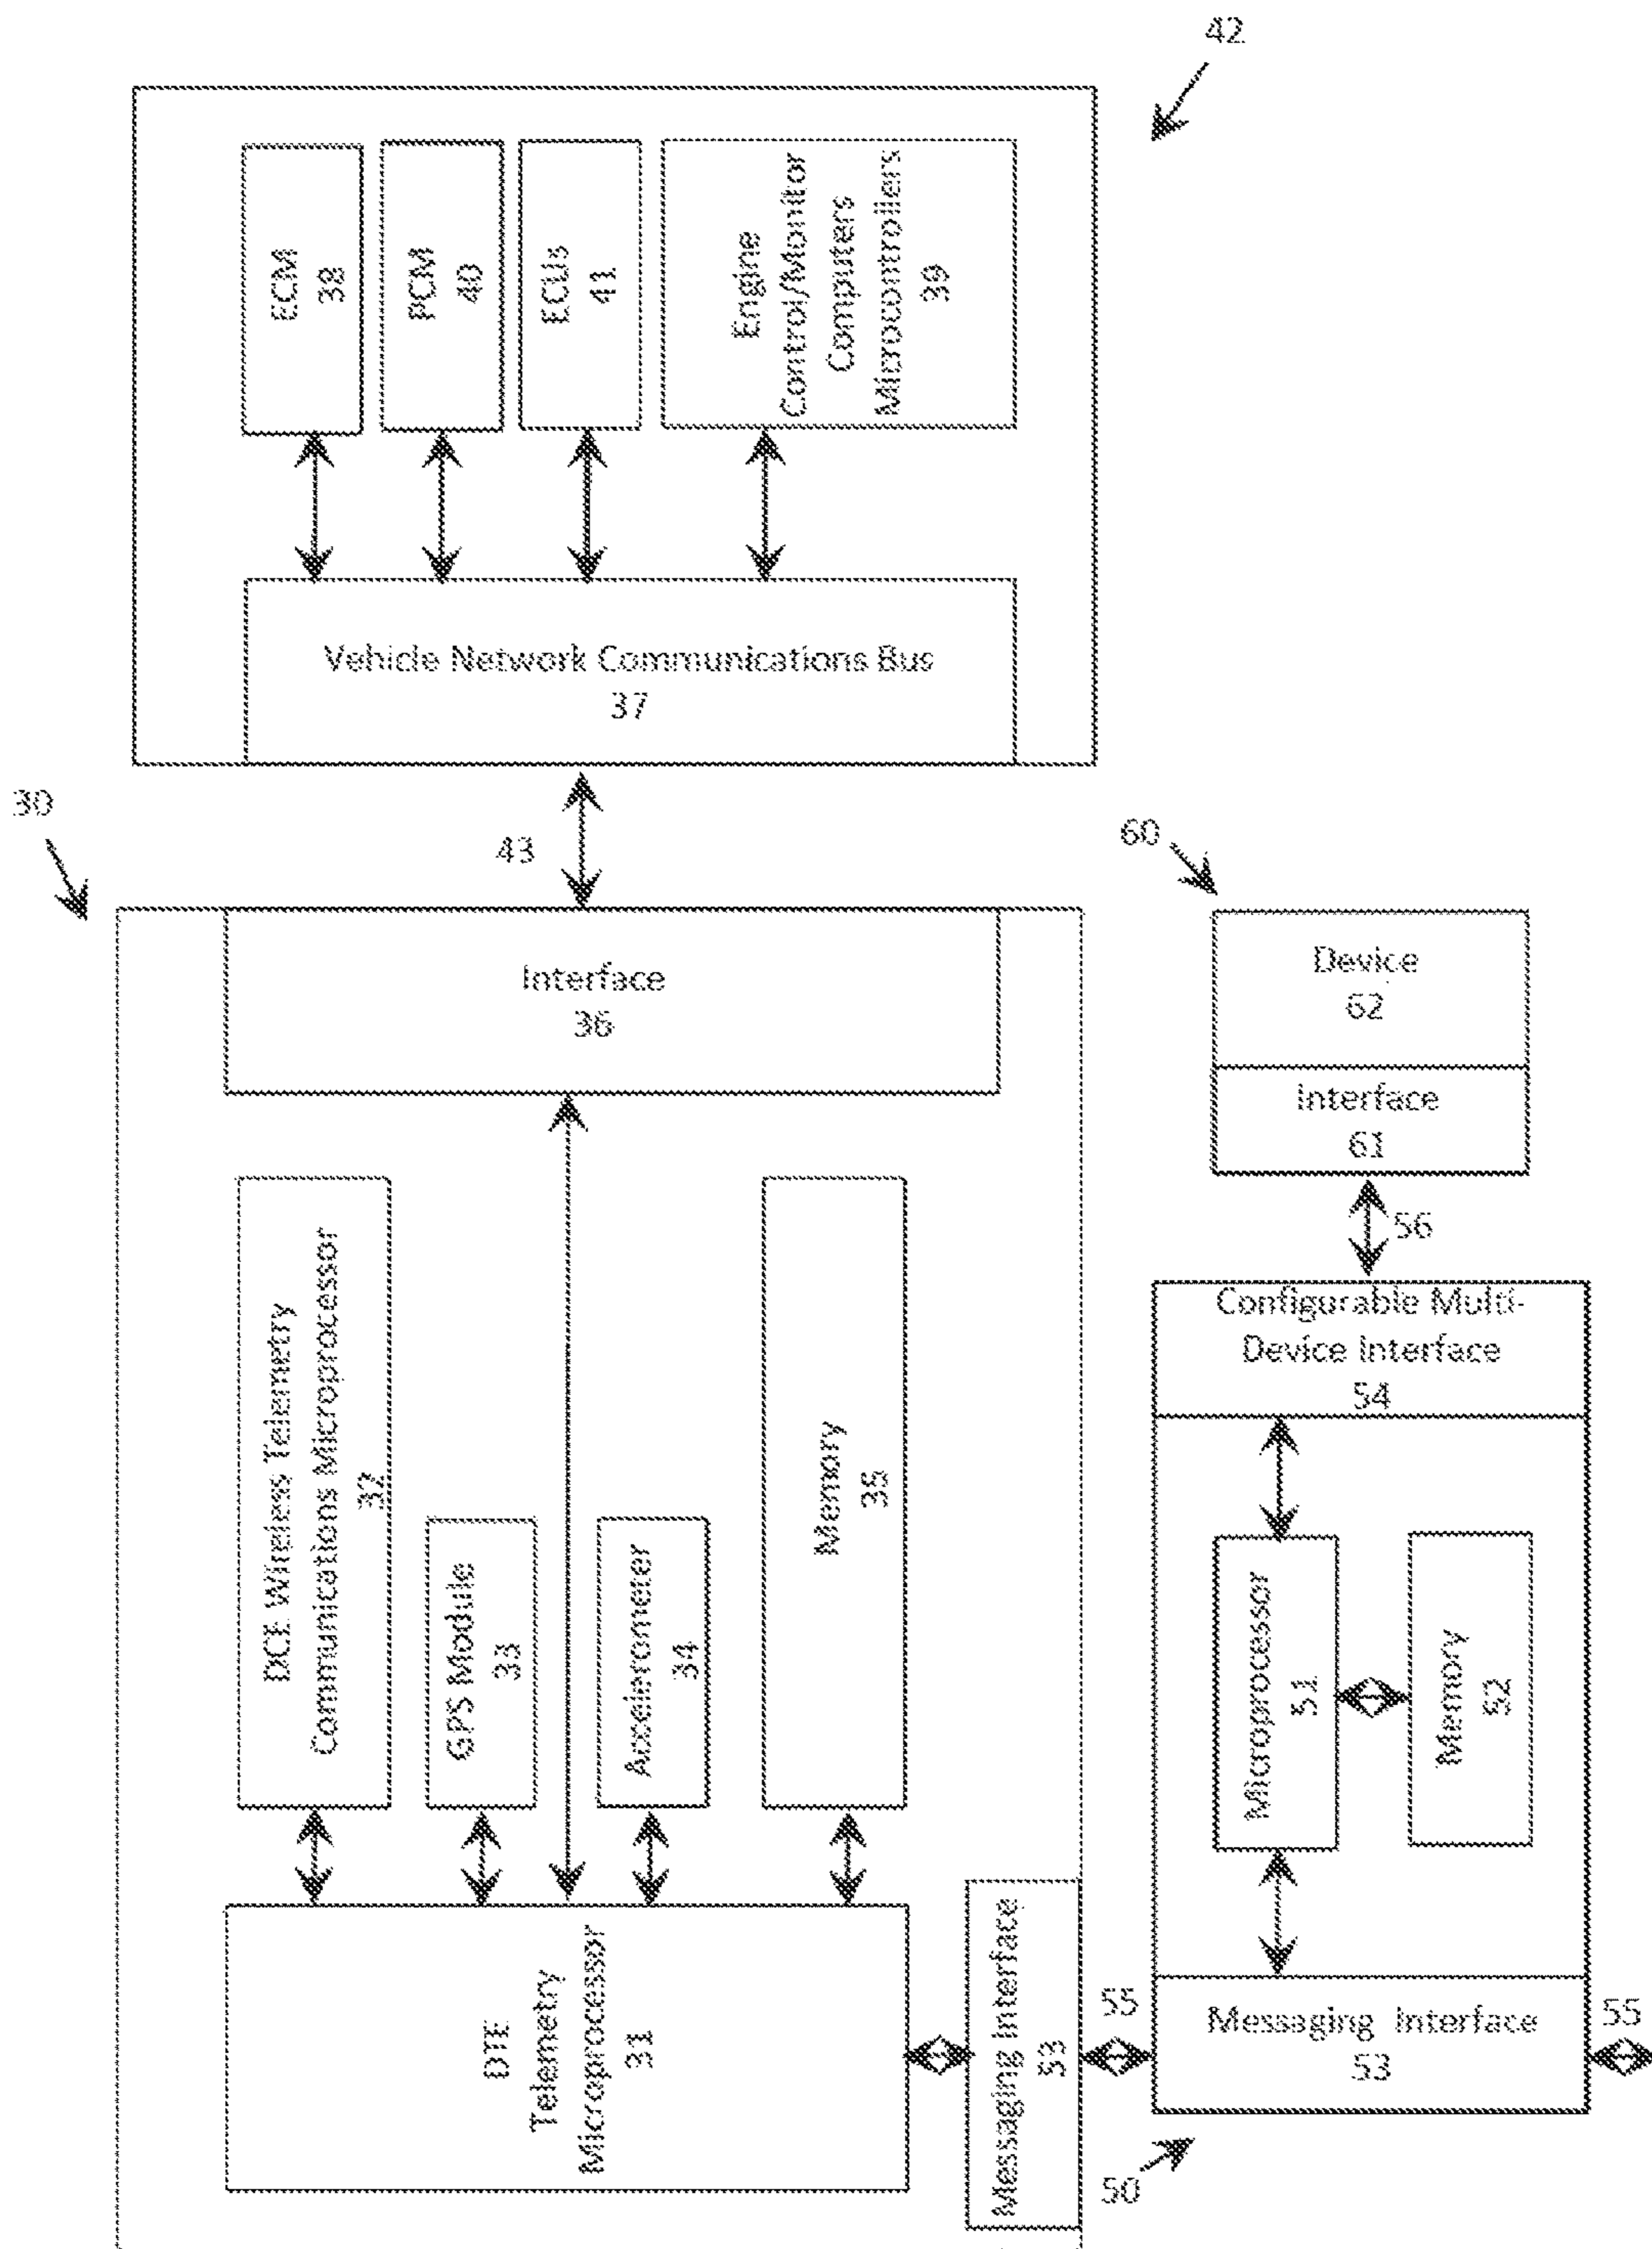 42
ECM
38
PCM
40
ECUs
41
Engine
Control/Monitor
Computers
Microcontrollers
39
Vehicle Network Communications Bus
37
30
43
60
Interface
36
Device
62
Interface
61
56
DCE Wireless Telemetry
Communications Microprocessor
32
GPS Module
33
Accelerometer
34
Memory
35
Configurable Multi-
Device Interface
54
Microprocessor
51
Memory
52
DTE
Telemetry
Microprocessor
31
Messaging Interface
53
55
Messaging Interface
53
55
50